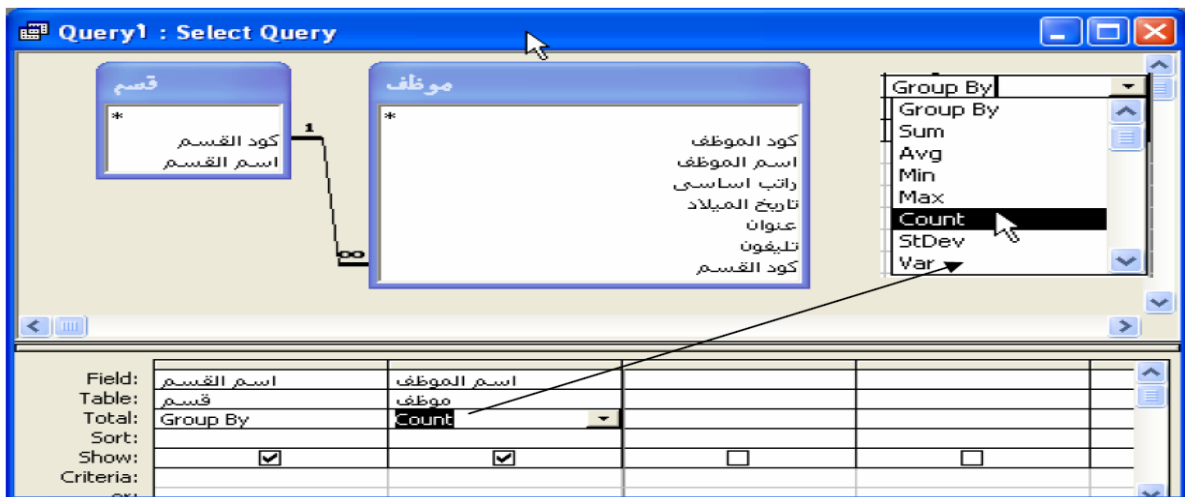 Query1 : Select Query
قسم
*
كود القسم
اسم القسم
1
∞
موظف
*
كود الموظف
اسم الموظف
راتب اساسى
تاريخ الميلاد
عنوان
تليفون
كود القسم
Group By
Group By
Sum
Avg
Min
Max
Count
StDev
Var
Field: اسم القسم اسم الموظف
Table: قسم موظف
Total: Group By Count
Sort:
Show:
Criteria:
or: